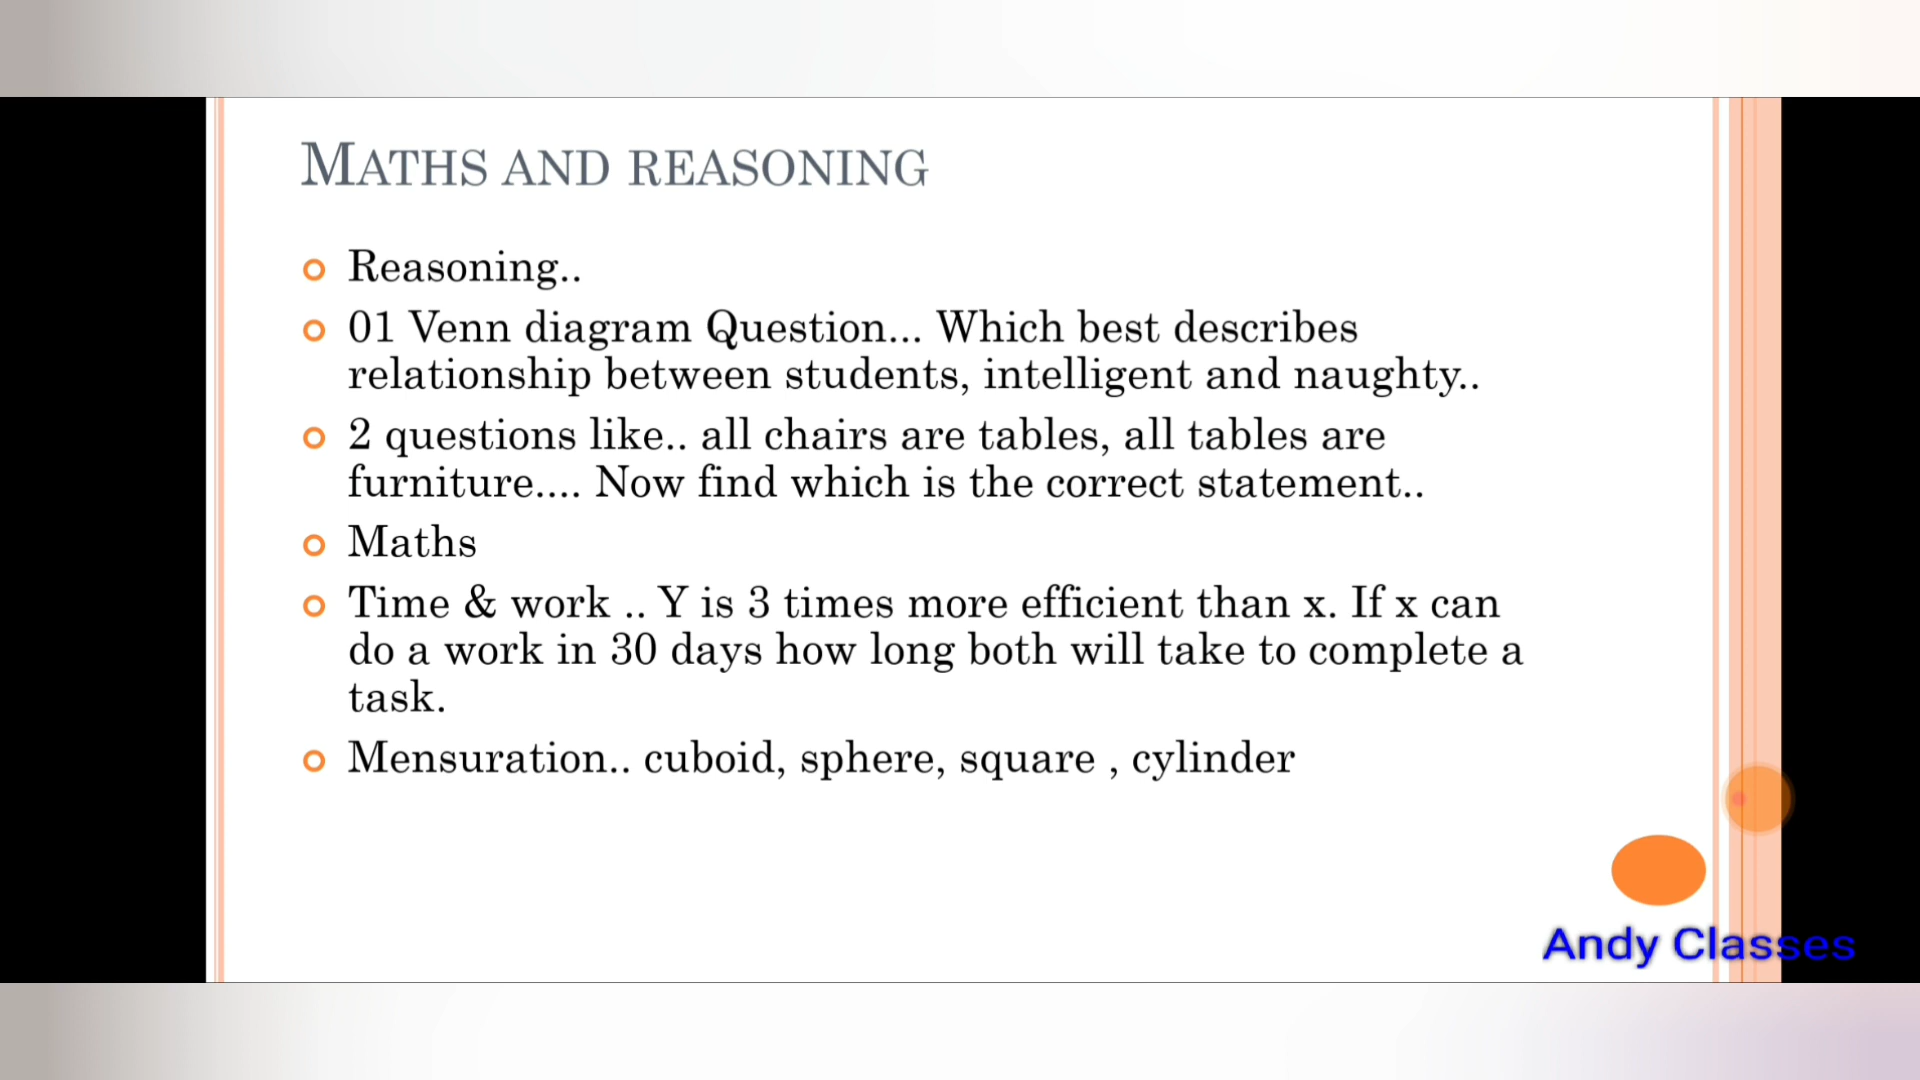 MATHS AND REASONING
Reasoning..
01 Venn diagram Question... Which best describes
relationship between students, intelligent and naughty..
2 questions like.. all chairs are tables, all tables are
furniture.... Now find which is the correct statement..
Maths
Time & work .. Y is 3 times more efficient than x. If x can
do a work in 30 days how long both will take to complete a
task.
Mensuration.. cuboid, sphere, square , cylinder
Andy Classes